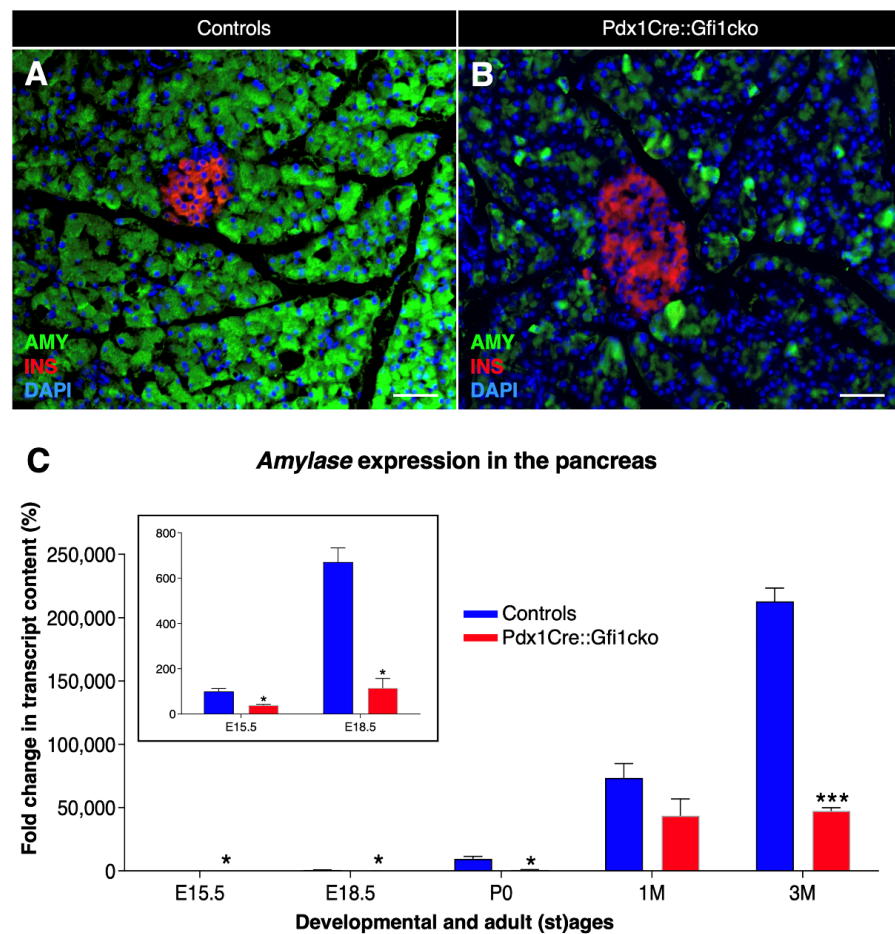 Controls
Pdx1Cre::Gfi1cko
A
B
AMY
INS
DAPI
AMY
INS
DAPI
C
Amylase expression in the pancreas
Fold change in transcript content (%)
250,000
200,000
150,000
100,000
50,000
0
800
600
400
200
0
*
*
E15.5
E18.5
Controls
Pdx1Cre::Gfi1cko
*
*
*
***
E15.5
E18.5
P0
1M
3M
Developmental and adult (st)ages